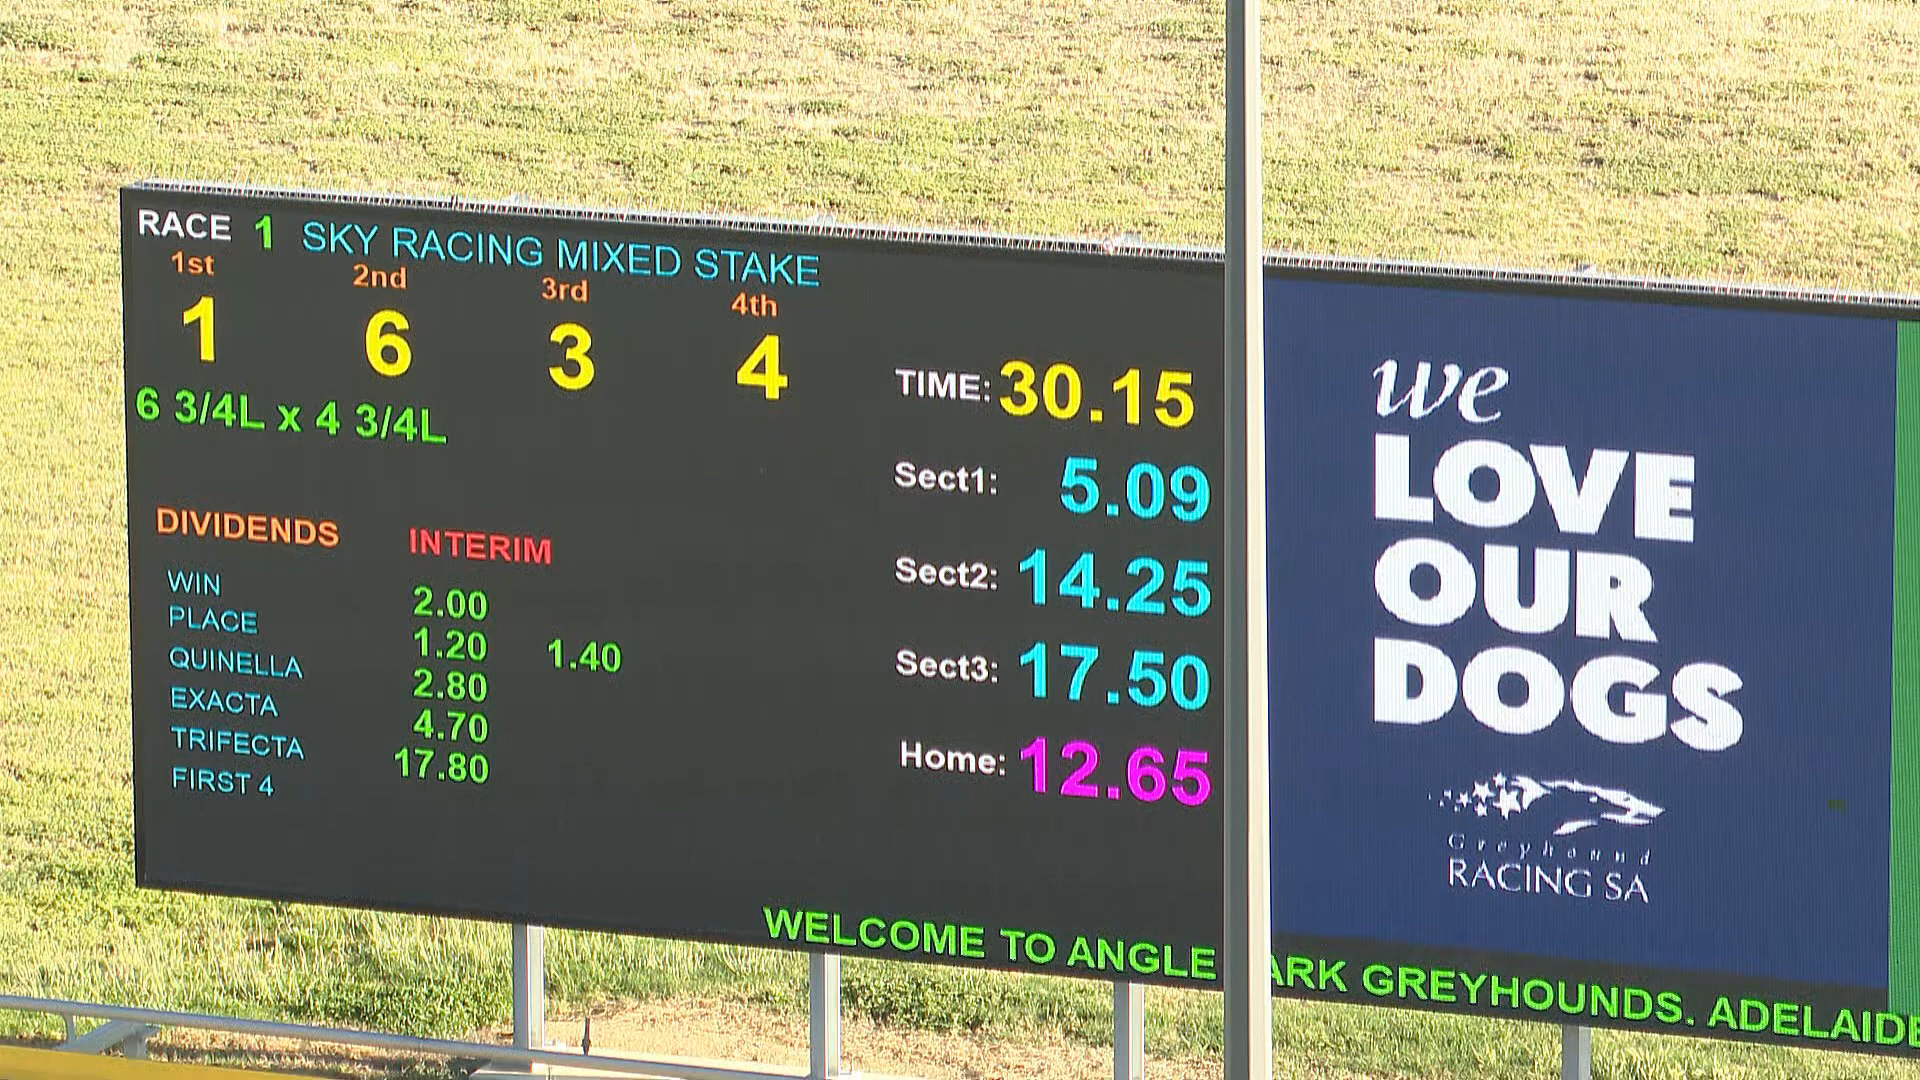 RACE 1 SKY RACING MIXED STAKE
1st 2nd 3rd 4th
1 6 3 4
6 3/4L x 4 3/4L
TIME: 30.15
Sect1: 5.09
Sect2: 14.25
Sect3: 17.50
Home: 12.65
DIVIDENDS INTERIM
WIN 2.00
PLACE 1.20 1.40
QUINELLA 2.80
EXACTA 4.70
TRIFECTA 17.80
FIRST 4
we
LOVE
OUR
DOGS
Greyhound
RACING SA
WELCOME TO ANGLE ARK GREYHOUNDS. ADELAIDE